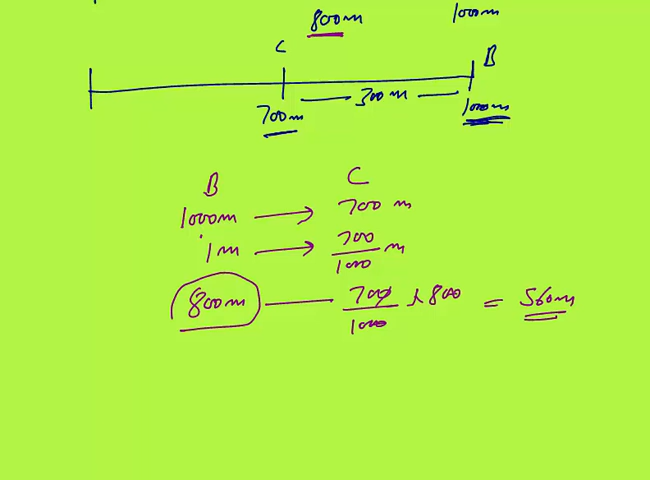 800m 1000m
C B
700m 300m 1000m
B C
1000m → 700 m
1m → 700/1000 m
800m — 700/1000 × 800 = 560m